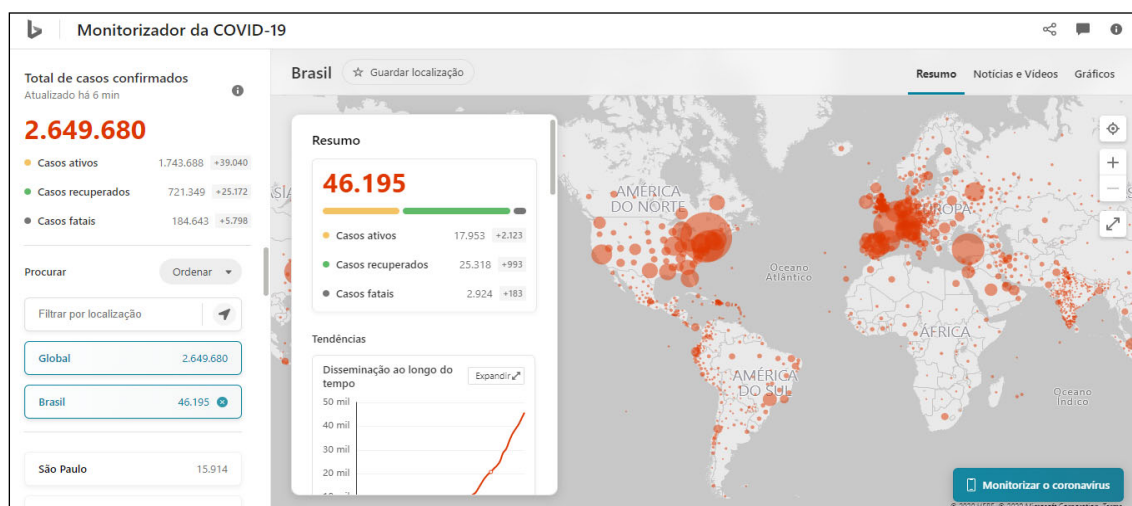 Monitorizador da COVID-19
Total de casos confirmados
Atualizado há 6 min
2.649.680
Casos ativos 1.743.688 +39.040
Casos recuperados 721.349 +25.172
Casos fatais 184.643 +5.798
Procurar
Ordenar
Filtrar por localização
Global 2.649.680
Brasil 46.195
São Paulo 15.914
Brasil
Guardar localização
Resumo Notícias e Vídeos Gráficos
Resumo
46.195
Casos ativos 17.953 +2.123
Casos recuperados 25.318 +993
Casos fatais 2.924 +183
Tendências
Disseminação ao longo do
tempo
Expandir
50 mil
40 mil
30 mil
20 mil
AMÉRICA
DO NORTE
EUROPA
Oceano
Atlântico
ÁFRICA
AMÉRICA
DO SUL
Oceano
Índico
Monitorizar o coronavírus